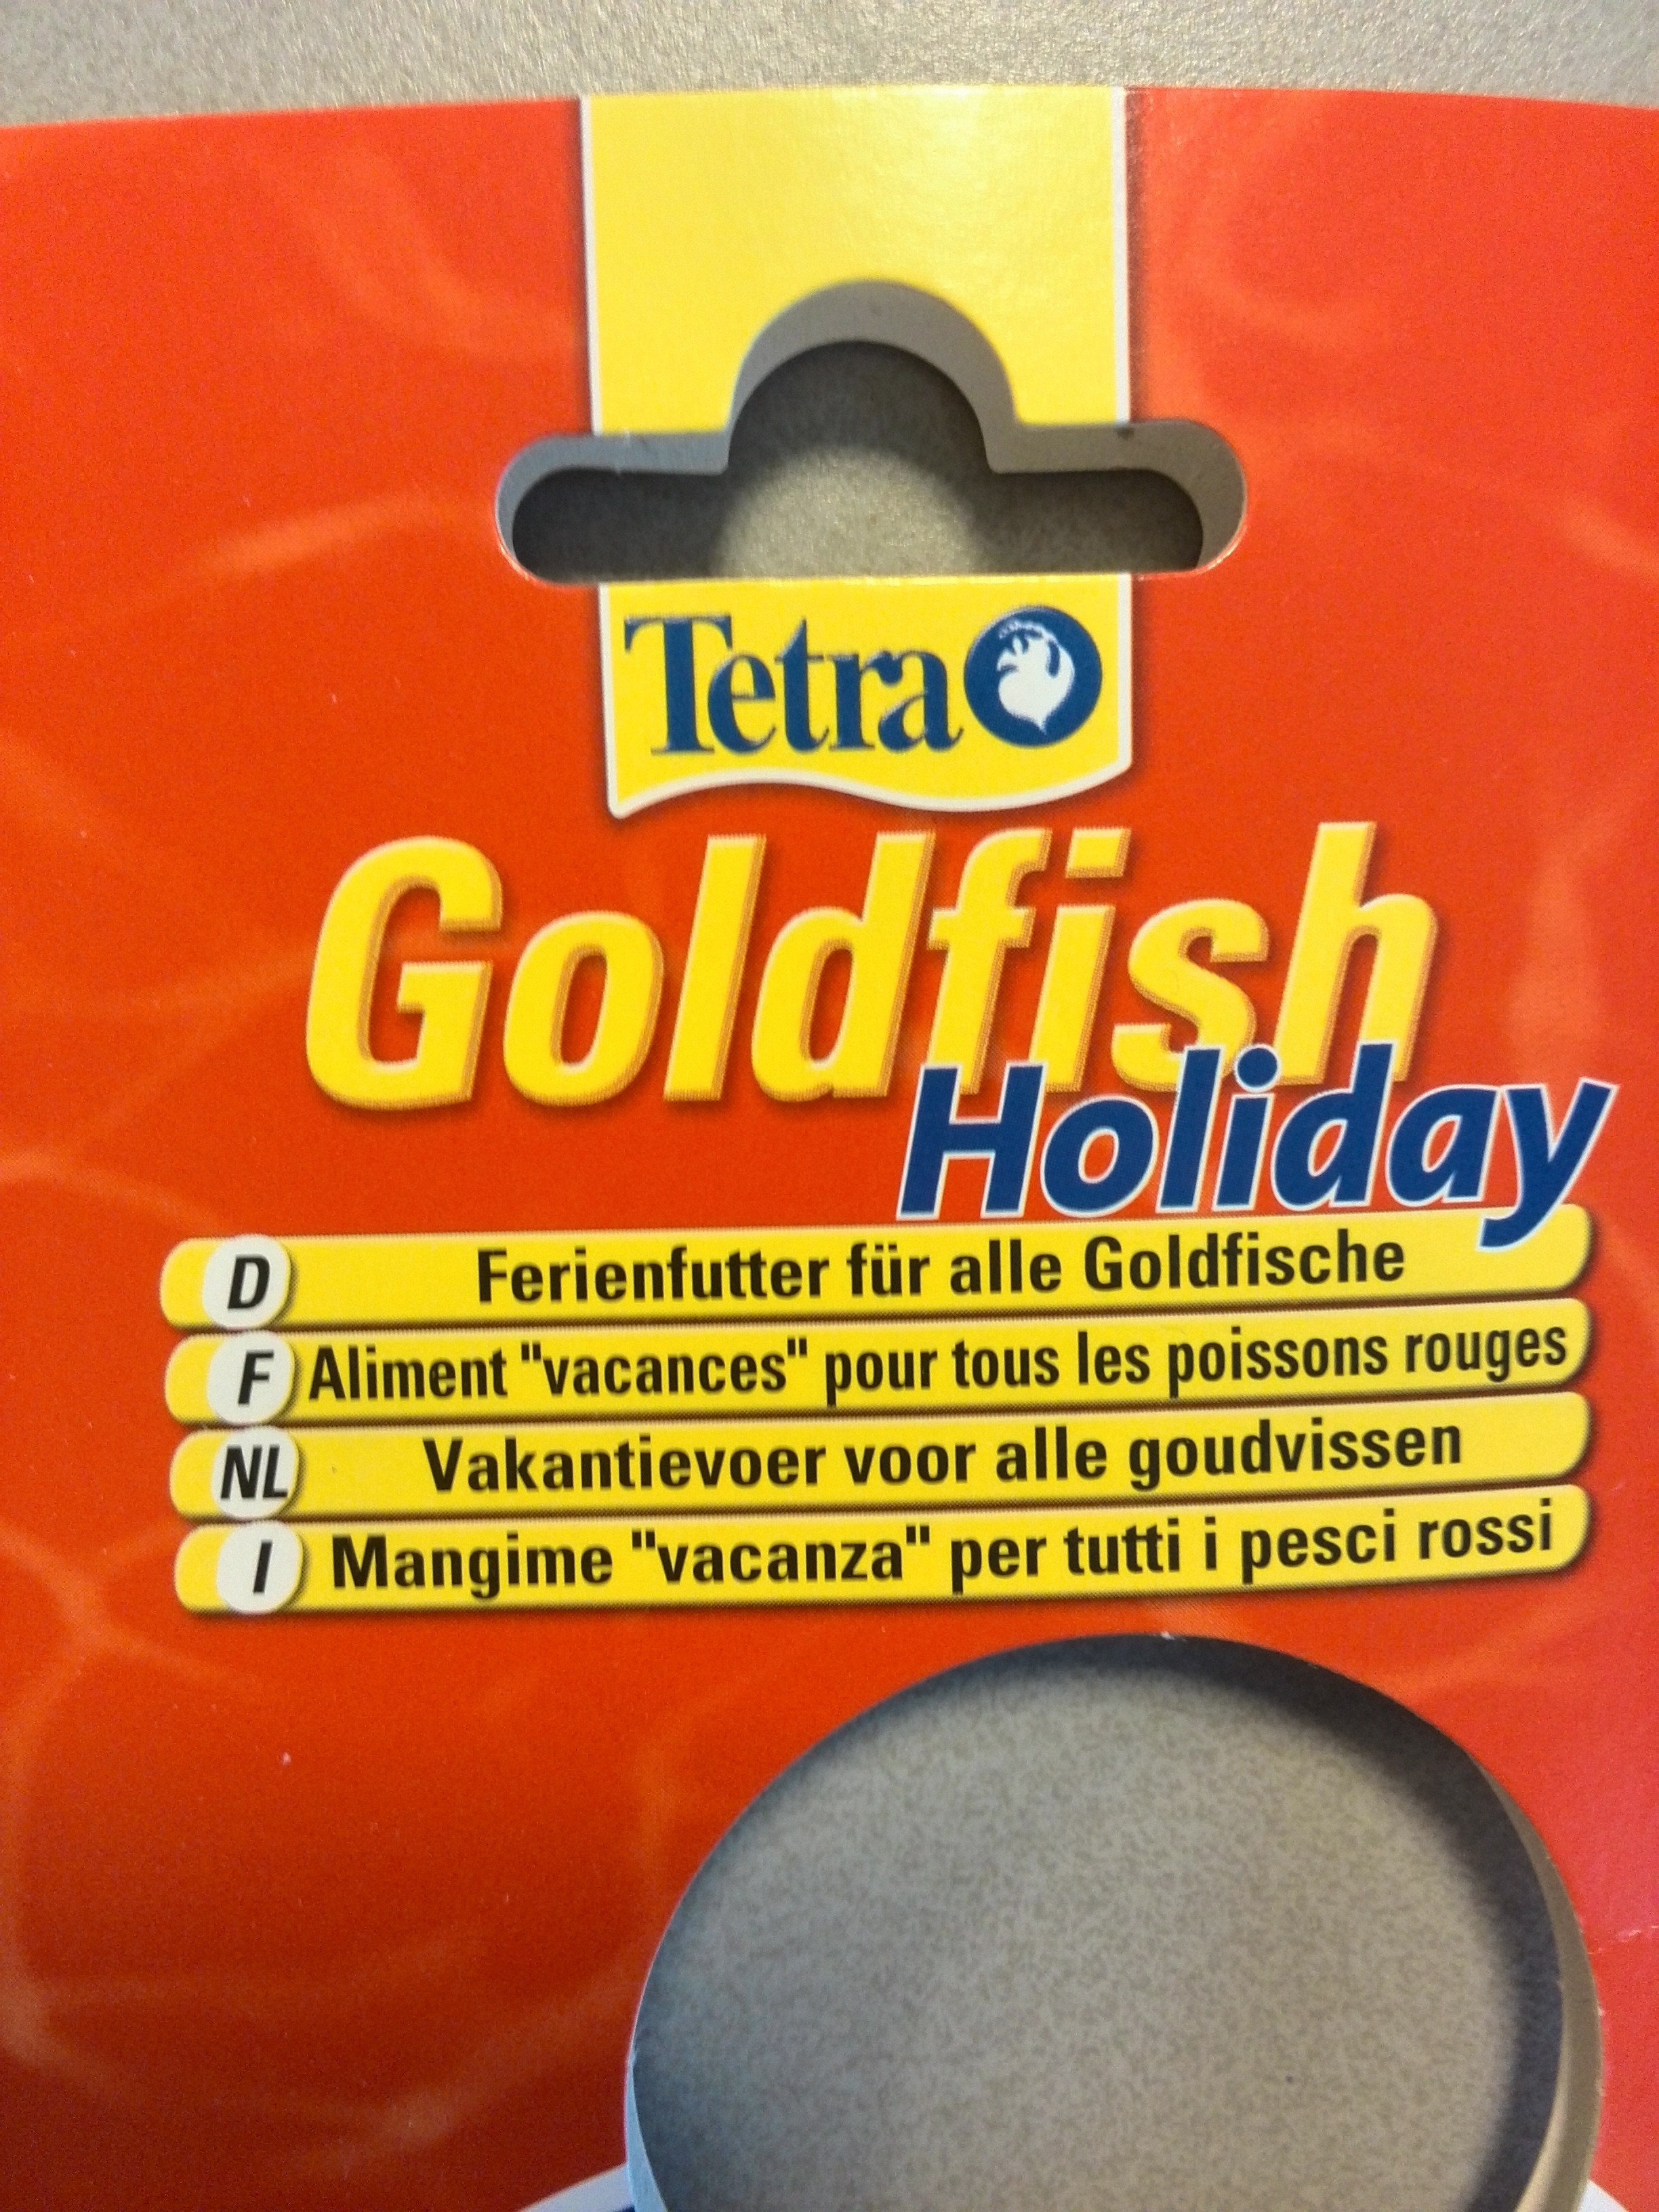 Tetra
Goldfish
Holiday
D Ferienfutter für alle Goldfische
F Aliment "vacances" pour tous les poissons rouges
NL Vakantievoer voor alle goudvissen
I Mangime "vacanza" per tutti i pesci rossi